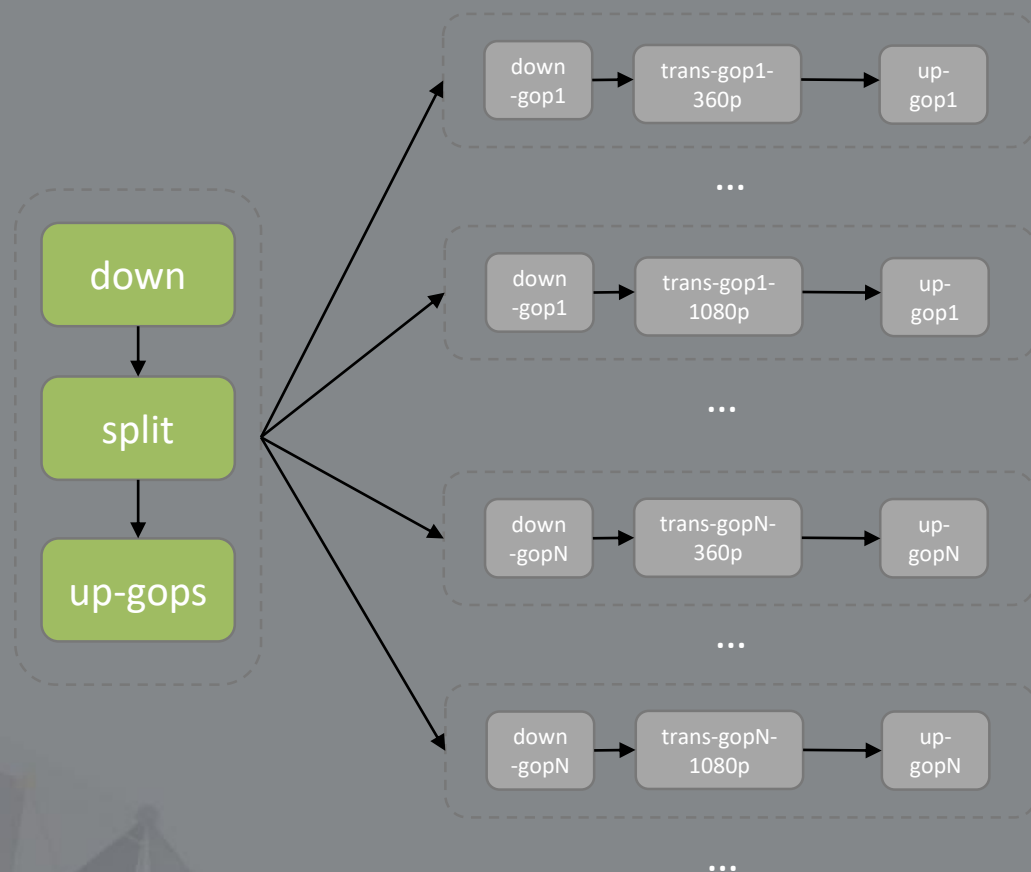 down
split
up-gops
down
-gop1
trans-gop1-
360p
up-
gop1
...
down
-gop1
trans-gop1-
1080p
up-
gop1
...
down
-gopN
trans-gopN-
360p
up-
gopN
...
down
-gopN
trans-gopN-
1080p
up-
gopN
...